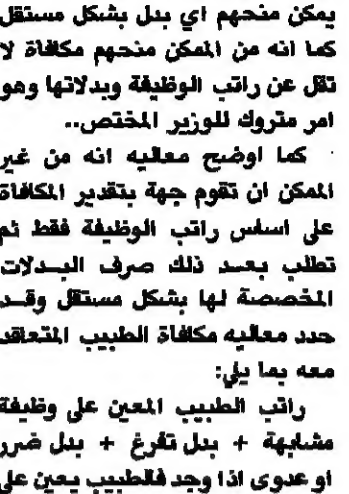 يمكن منحهم اي بدل بشكل مستقل
كما انه من الممكن منحهم مكافاة لا
تقل عن راتب الوظيفة وبدلاتها وهو
امر متروك للوزير المختص..
كما اوضح معاليه انه من غير
الممكن ان تقوم جهة بتقدير المكافاة
على اساس راتب الوظيفة فقط ثم
تطلب بعد ذلك صرف البدلات
المخصصة لها بشكل مستقل وقد
حدد معاليه مكافاة الطبيب المتعاقد
معه بما يلي:
راتب الطبيب المعين على وظيفة
مشابهة + بدل تفرغ + بدل ضرر
او عدوى اذا وجد فالطبيب يعين على